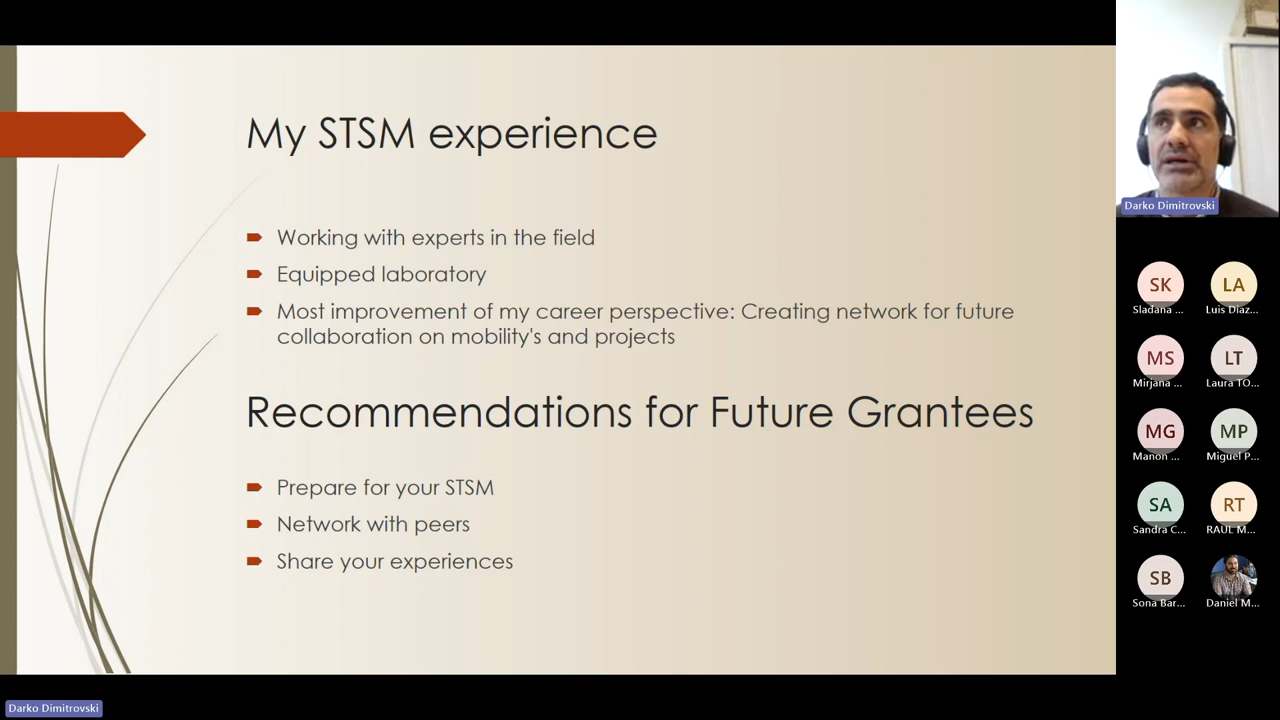 My STSM experience
Working with experts in the field
Equipped laboratory
Most improvement of my career perspective: Creating network for future
collaboration on mobility's and projects
Recommendations for Future Grantees
Prepare for your STSM
Network with peers
Share your experiences
Darko Dimitrovski
SK
Sladana ...
LA
Luis Diaz...
MS
Mirjana ...
LT
Laura TO...
MG
Manon ...
MP
Miguel P...
SA
Sandra C...
RT
RAUL M...
SB
Sona Bar...
Daniel M...
Darko Dimitrovski